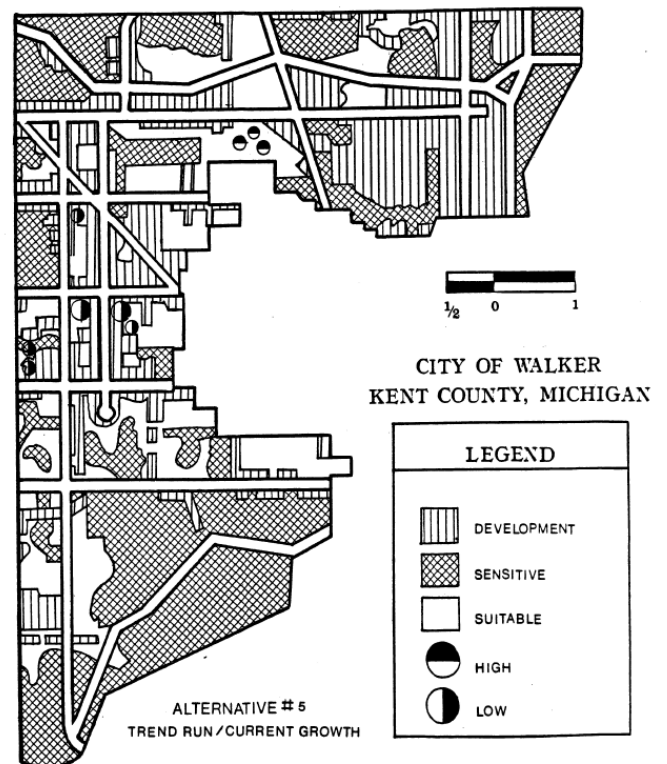 ½ 0 1
CITY OF WALKER
KENT COUNTY, MICHIGAN
LEGEND
DEVELOPMENT
SENSITIVE
SUITABLE
HIGH
LOW
ALTERNATIVE # 5
TREND RUN/CURRENT GROWTH